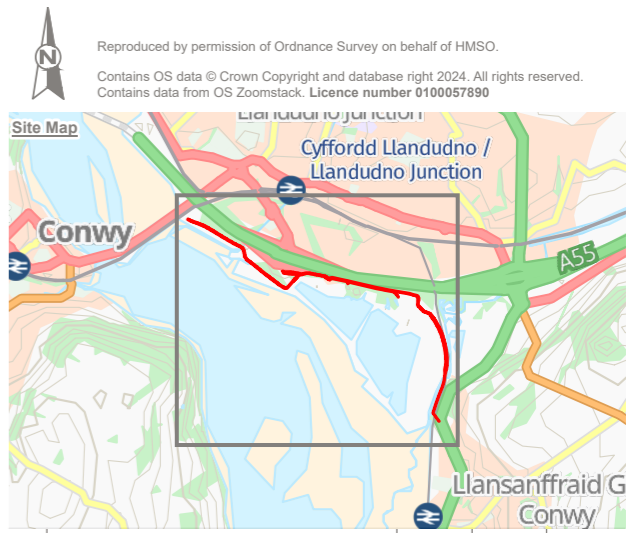 N
Reproduced by permission of Ordnance Survey on behalf of HMSO.
Contains OS data © Crown Copyright and database right 2024. All rights reserved.
Contains data from OS Zoomstack. Licence number 0100057890
Llandudno Junction
Site Map
Cyffordd Llandudno /
Llandudno Junction
Conwy
A55
Llansanffraid G
Conwy